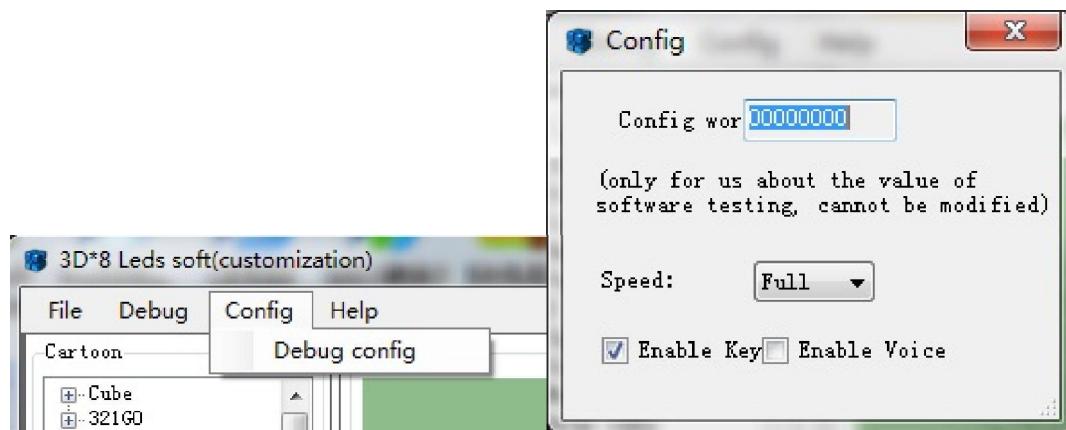 3D*8 Leds soft(customization)
File Debug Config Help
Debug config
Cartoon
Cube
321GO
Config
Config wor 00000000
(only for us about the value of
software testing, cannot be modified)
Speed: Full
Enable Key Enable Voice